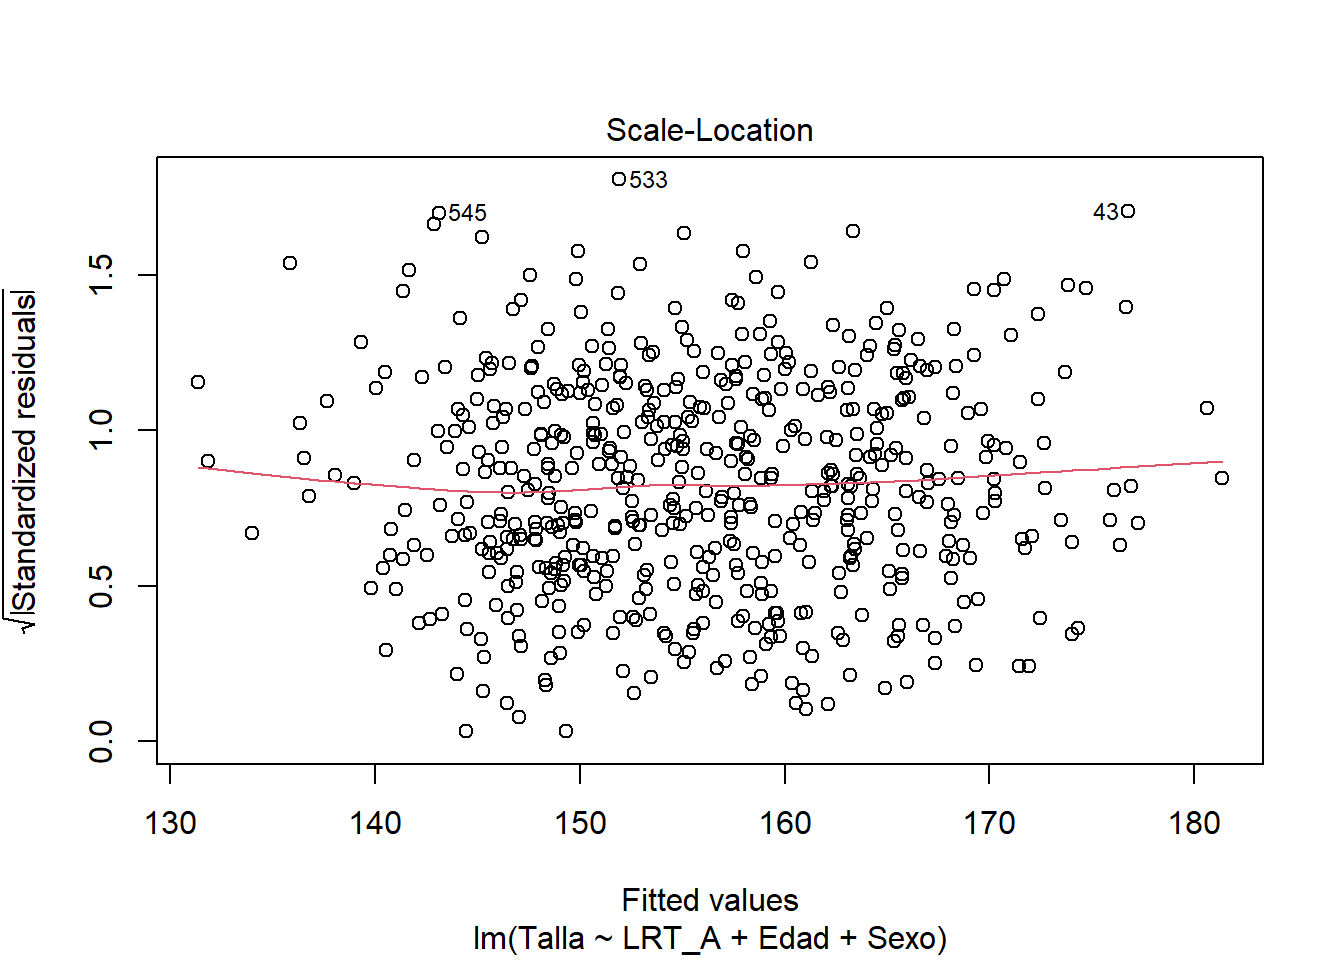 Scale-Location
√|Standardized residuals|
1.5
1.0
0.5
0.0
533
545
43
130 140 150 160 170 180
Fitted values
lm(Talla ~ LRT_A + Edad + Sexo)